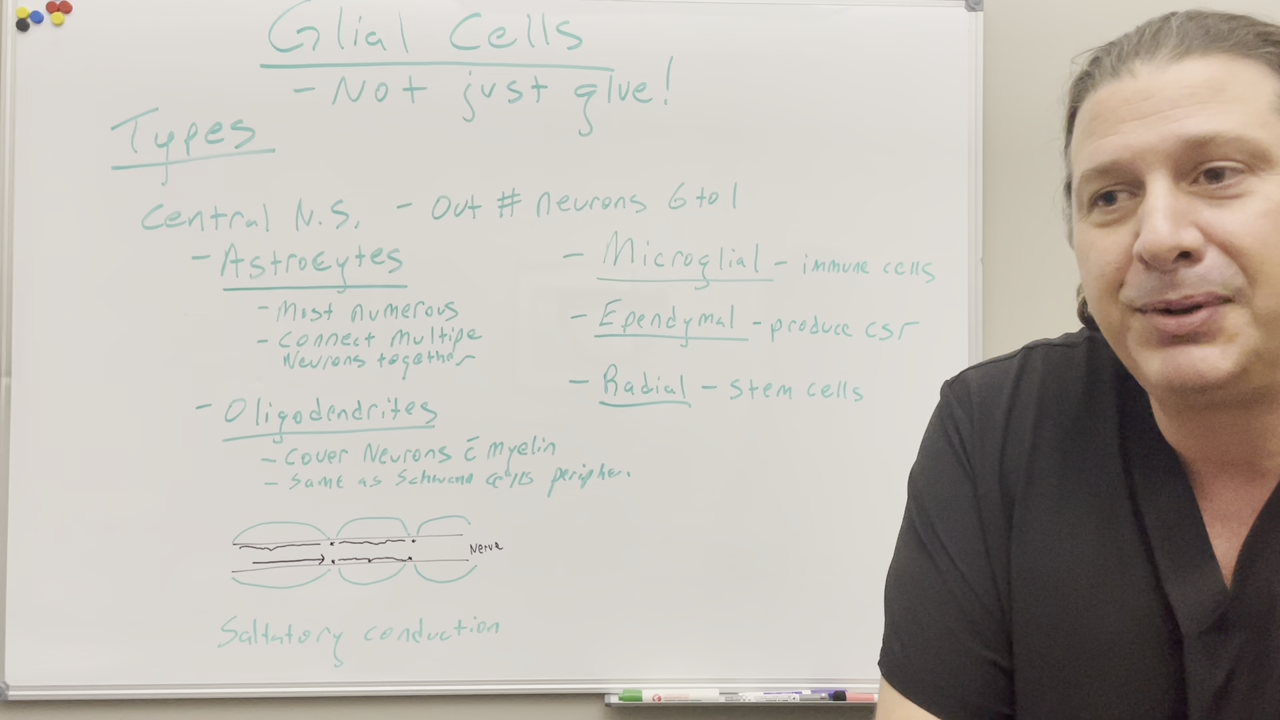 Glial Cells
- Not just glue!
Types
Central N.S. - Out # neurons 6 to 1
- Astrocytes
- Most numerous
- Connect Multipe
Neurons together
- Oligodendrites
- Cover Neurons c̄ myelin
- Same as Schwann cells peripher.
Nerve
Saltatory conduction
- Microglial - immune cells
- Ependymal - produce CSF
- Radial - Stem cells